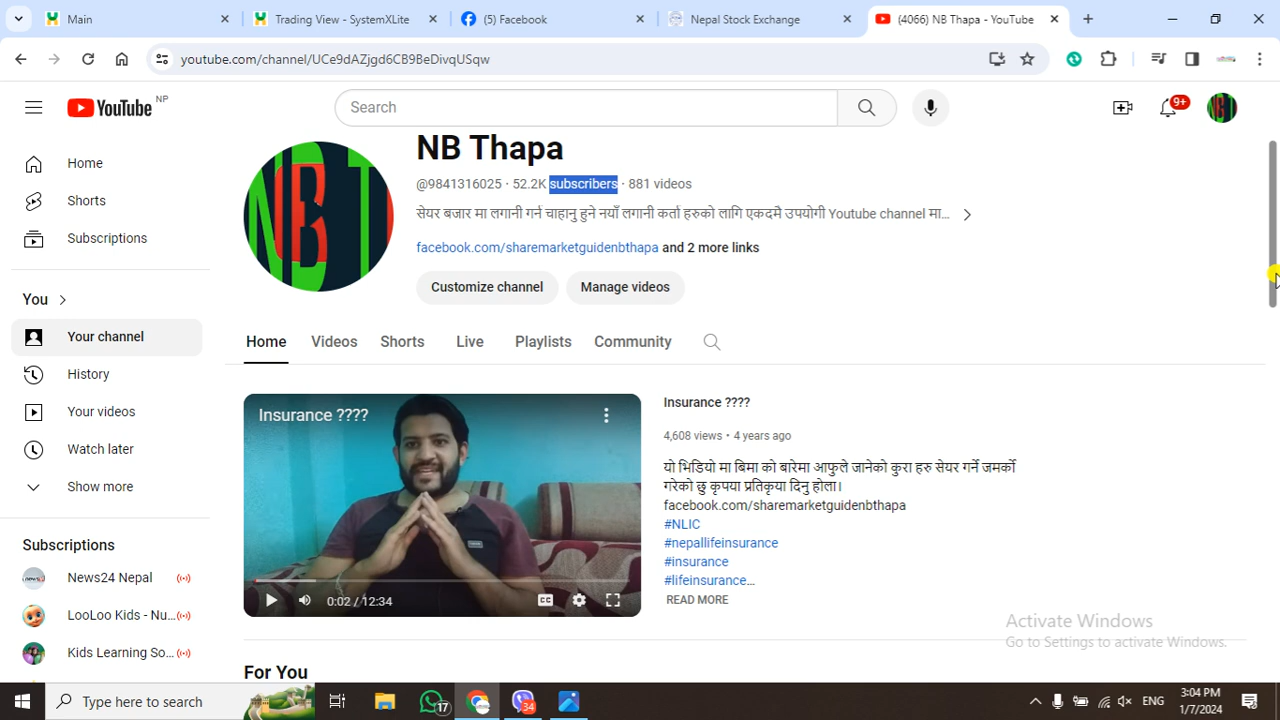 Main
Trading View - SystemXLite
(5) Facebook
Nepal Stock Exchange
(4066) NB Thapa - YouTube
youtube.com/channel/UCe9dAZjgd6CB9BeDivqUSqw
YouTube NP
Search
9+
NB T
Home
Shorts
Subscriptions
You
Your channel
History
Your videos
Watch later
Show more
Subscriptions
News24 Nepal
LooLoo Kids - Nu...
Kids Learning So...
NB T
NB Thapa
@9841316025 · 52.2K subscribers · 881 videos
सेयर बजार मा लगानी गर्न चाहानु हुने नयाँ लगानी कर्ता हरुको लागि एकदमै उपयोगी Youtube channel मा...
facebook.com/sharemarketguidenbthapa and 2 more links
Customize channel
Manage videos
Home Videos Shorts Live Playlists Community
Insurance ????
0:02 / 12:34
CC
Insurance ????
4,608 views • 4 years ago
यो भिडियो मा बिमा को बारेमा आफुले जानेको कुरा हरु सेयर गर्ने जमर्को
गरेको छु कृपया प्रतिकृया दिनु होला।
facebook.com/sharemarketguidenbthapa
#NLIC
#nepallifeinsurance
#insurance
#lifeinsurance...
READ MORE
For You
Activate Windows
Go to Settings to activate Windows.
Type here to search
17
34
ENG
3:04 PM
1/7/2024